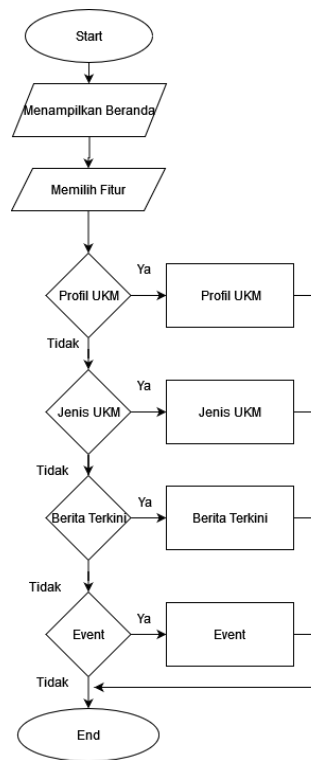 Start
Menampilkan Beranda
Memilih Fitur
Ya
Profil UKM
Profil UKM
Tidak
Ya
Jenis UKM
Jenis UKM
Tidak
Ya
Berita Terkini
Berita Terkini
Tidak
Ya
Event
Event
Tidak
End